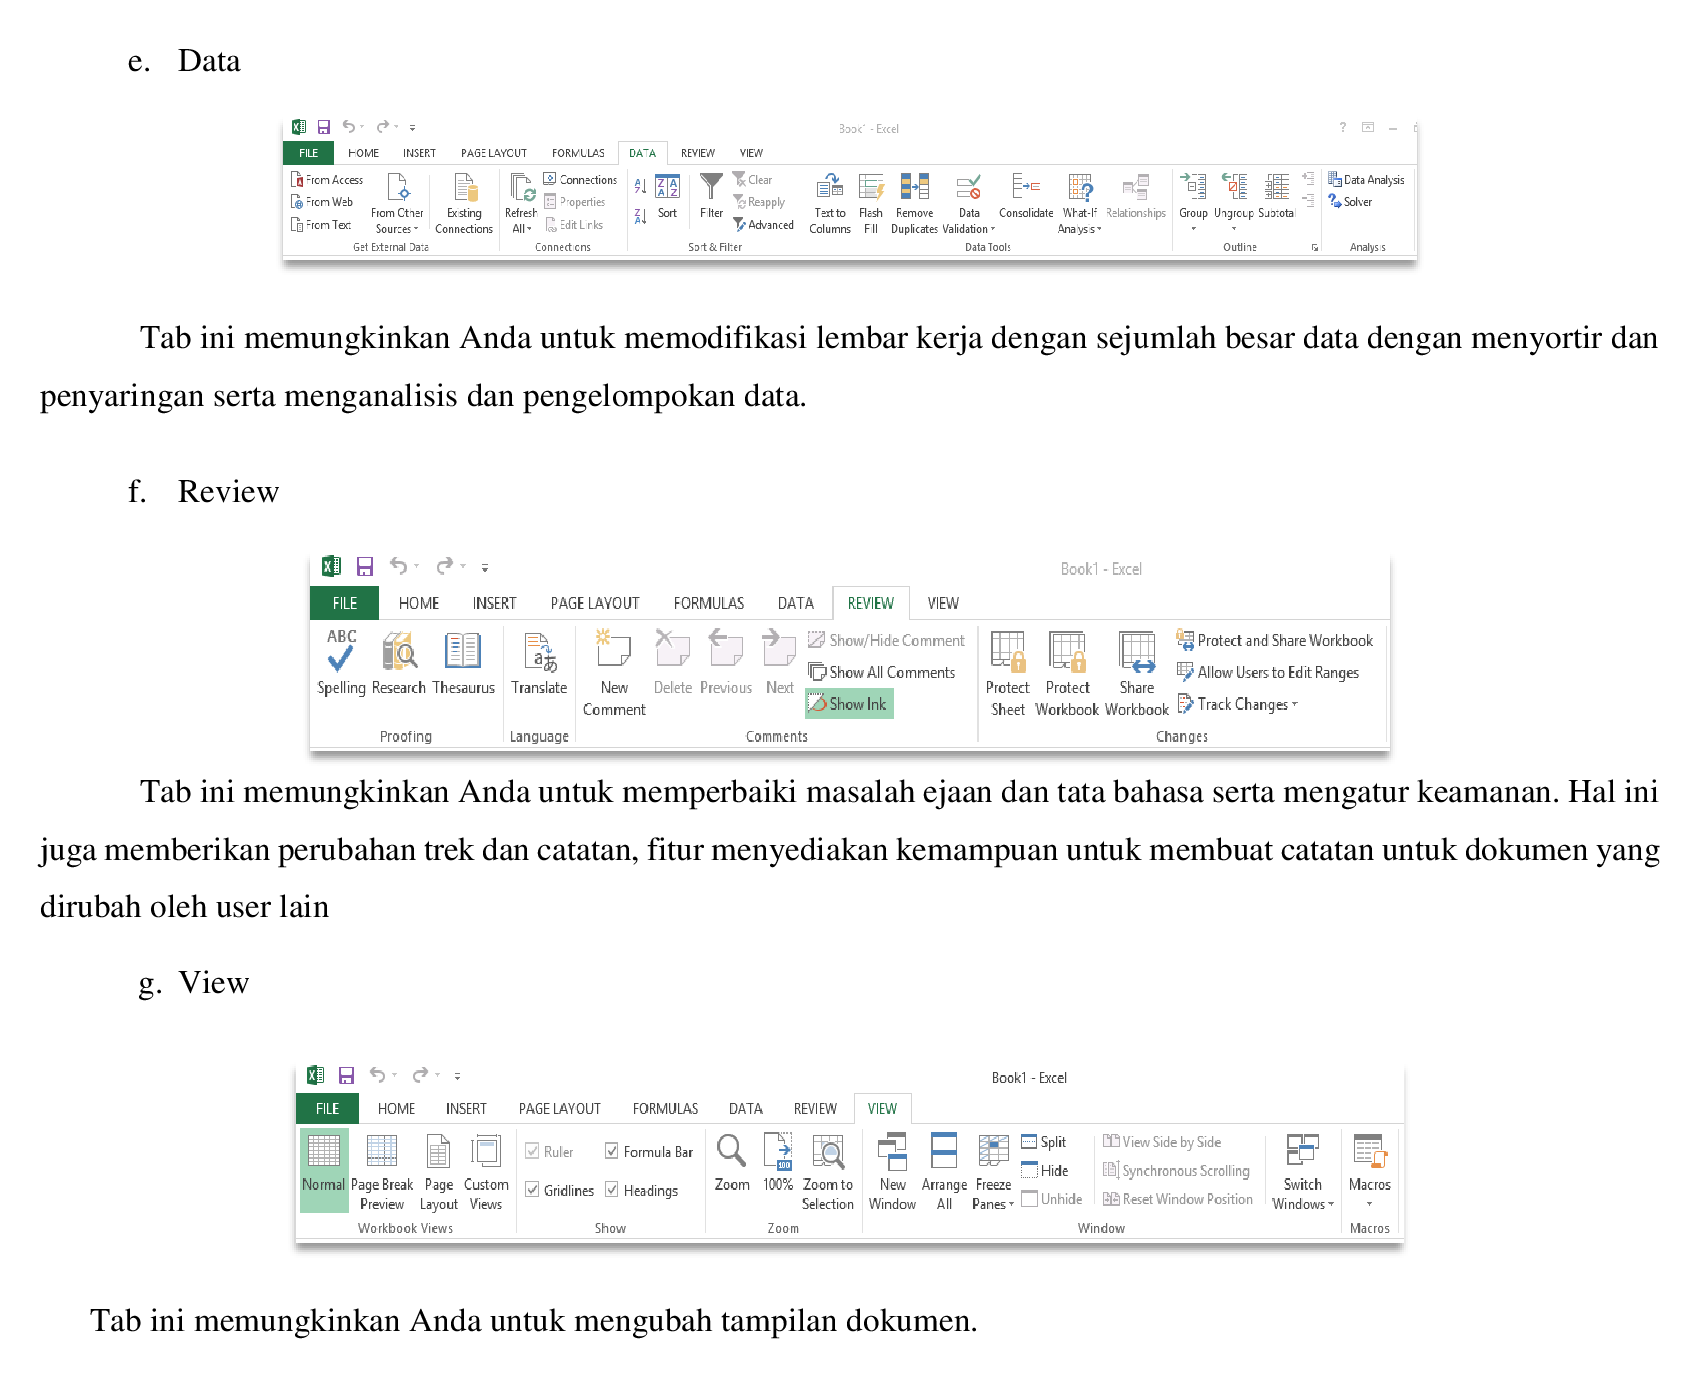 e. Data
Book1 - Excel
FILE HOME INSERT PAGE LAYOUT FORMULAS DATA REVIEW VIEW
From Access
From Web
From Text
From Other
Sources
Existing
Connections
Get External Data
Refresh
All
Connections
Properties
Edit Links
Connections
Sort
Filter
Clear
Reapply
Advanced
Sort & Filter
Text to
Columns
Flash
Fill
Remove
Duplicates
Data
Validation
Consolidate
What-If
Analysis
Relationships
Data Tools
Group
Ungroup
Subtotal
Outline
Data Analysis
Solver
Analysis
Tab ini memungkinkan Anda untuk memodifikasi lembar kerja dengan sejumlah besar data dengan menyortir dan
penyaringan serta menganalisis dan pengelompokan data.
f. Review
Book1 - Excel
FILE HOME INSERT PAGE LAYOUT FORMULAS DATA REVIEW VIEW
ABC
Spelling
Research
Thesaurus
Proofing
Translate
Language
New
Comment
Delete
Previous
Next
Show/Hide Comment
Show All Comments
Show Ink
Comments
Protect
Sheet
Protect
Workbook
Share
Workbook
Protect and Share Workbook
Allow Users to Edit Ranges
Track Changes
Changes
Tab ini memungkinkan Anda untuk memperbaiki masalah ejaan dan tata bahasa serta mengatur keamanan. Hal ini
juga memberikan perubahan trek dan catatan, fitur menyediakan kemampuan untuk membuat catatan untuk dokumen yang
dirubah oleh user lain
g. View
Book1 - Excel
FILE HOME INSERT PAGE LAYOUT FORMULAS DATA REVIEW VIEW
Normal
Page Break
Preview
Page
Layout
Custom
Views
Workbook Views
Ruler
Formula Bar
Gridlines
Headings
Show
Zoom
100%
Zoom to
Selection
Zoom
New
Window
Arrange
All
Freeze
Panes
Split
Hide
Unhide
View Side by Side
Synchronous Scrolling
Reset Window Position
Switch
Windows
Window
Macros
Macros
Tab ini memungkinkan Anda untuk mengubah tampilan dokumen.